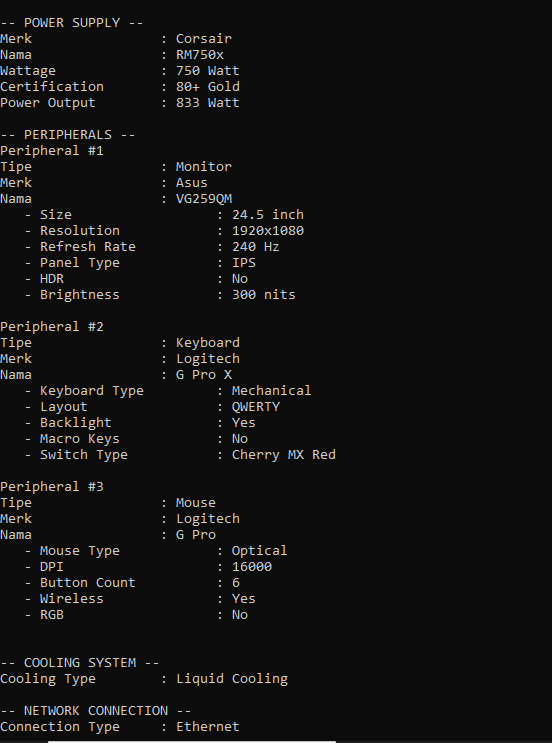 -- POWER SUPPLY --
Merk                : Corsair
Nama                : RM750x
Wattage             : 750 Watt
Certification       : 80+ Gold
Power Output        : 833 Watt

-- PERIPHERALS --
Peripheral #1
Tipe                : Monitor
Merk                : Asus
Nama                : VG259QM
   - Size                  : 24.5 inch
   - Resolution            : 1920x1080
   - Refresh Rate          : 240 Hz
   - Panel Type            : IPS
   - HDR                   : No
   - Brightness            : 300 nits

Peripheral #2
Tipe                : Keyboard
Merk                : Logitech
Nama                : G Pro X
   - Keyboard Type         : Mechanical
   - Layout                : QWERTY
   - Backlight             : Yes
   - Macro Keys            : No
   - Switch Type           : Cherry MX Red

Peripheral #3
Tipe                : Mouse
Merk                : Logitech
Nama                : G Pro
   - Mouse Type            : Optical
   - DPI                   : 16000
   - Button Count          : 6
   - Wireless              : Yes
   - RGB                   : No


-- COOLING SYSTEM --
Cooling Type        : Liquid Cooling

-- NETWORK CONNECTION --
Connection Type     : Ethernet